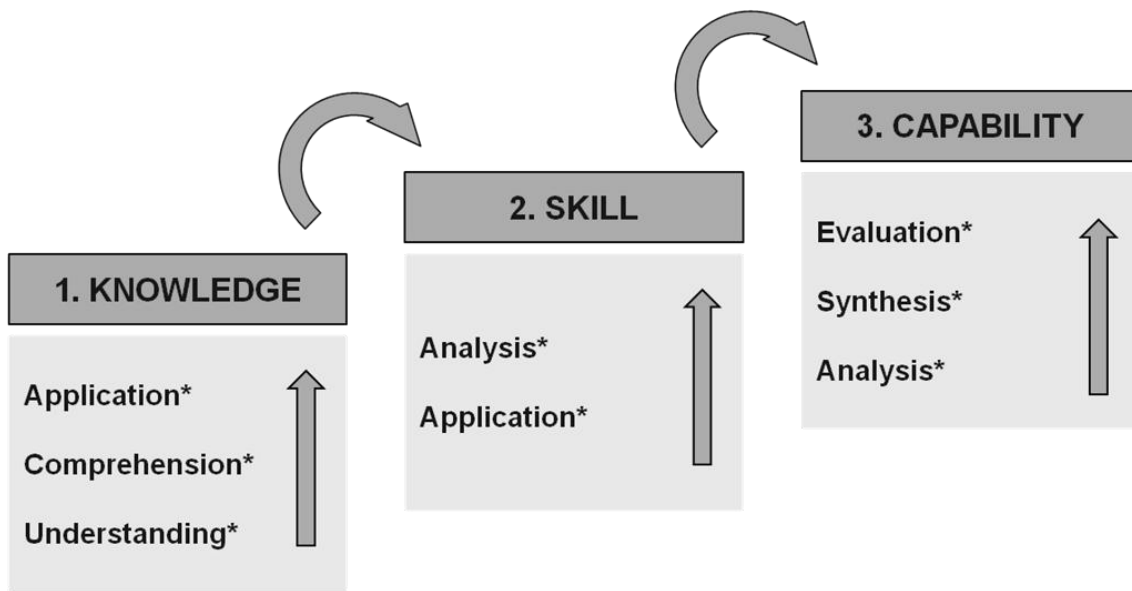 1. KNOWLEDGE
Application*
Comprehension*
Understanding*
2. SKILL
Analysis*
Application*
3. CAPABILITY
Evaluation*
Synthesis*
Analysis*